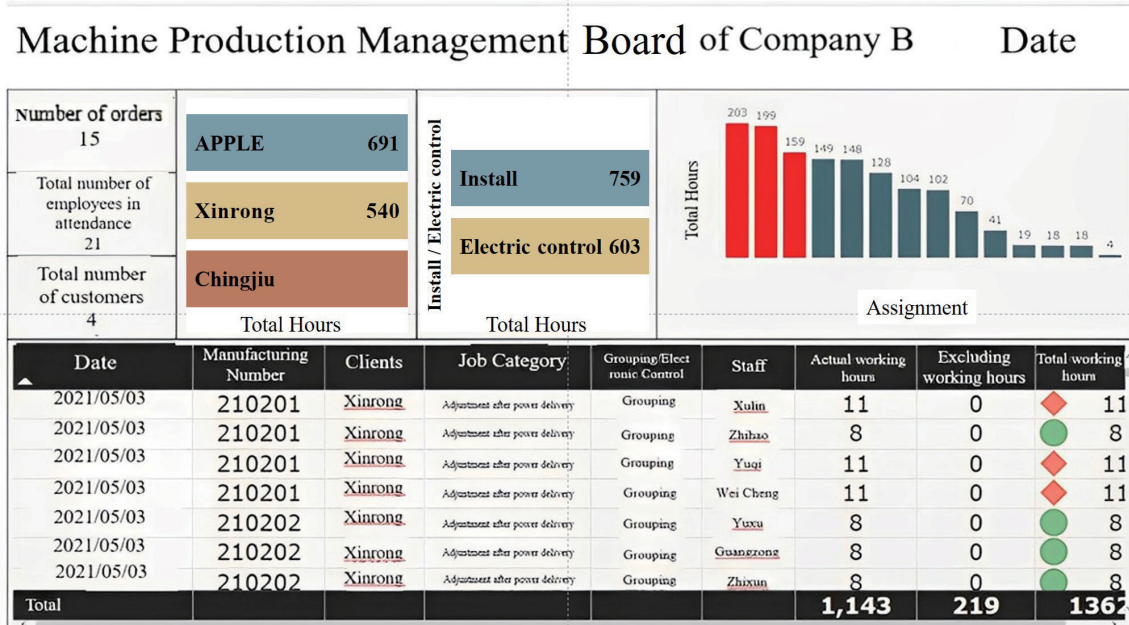 Machine Production Management Board of Company B Date
Number of orders
15
Total number of
employees in
attendance
21
Total number
of customers
4
APPLE 691
Xinrong 540
Chingjiu
Total Hours
Install / Electric control
Install 759
Electric control 603
Total Hours
Total Hours
203 199 159 149 148 128 104 102 70 41 19 18 18 4
Assignment
Date Manufacturing Number Clients Job Category Grouping/Elect ronic Control Staff Actual working hours Excluding working hours Total working hours
2021/05/03 210201 Xinrong Adjustment after power delivery Grouping Xulin 11 0 11
2021/05/03 210201 Xinrong Adjustment after power delivery Grouping Zhihao 8 0 8
2021/05/03 210201 Xinrong Adjustment after power delivery Grouping Yuqi 11 0 11
2021/05/03 210201 Xinrong Adjustment after power delivery Grouping Wei Cheng 11 0 11
2021/05/03 210202 Xinrong Adjustment after power delivery Grouping Yuxu 8 0 8
2021/05/03 210202 Xinrong Adjustment after power delivery Grouping Guangzong 8 0 8
2021/05/03 210202 Xinrong Adjustment after power delivery Grouping Zhixun 8 0 8
Total 1,143 219 1362